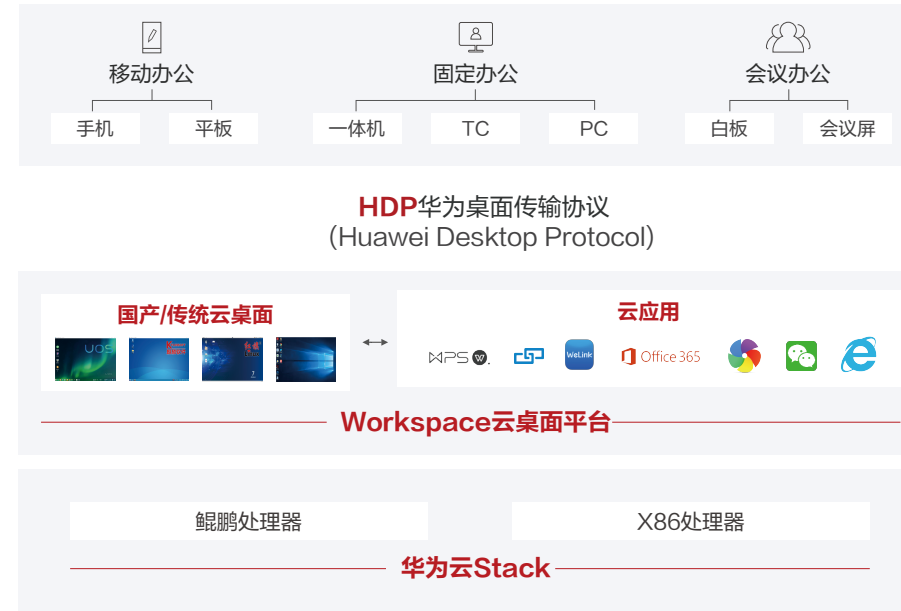 移动办公
固定办公
会议办公
手机
平板
一体机
TC
PC
白板
会议屏
HDP华为桌面传输协议
(Huawei Desktop Protocol)
国产/传统云桌面
云应用
UOS
WeLink
Office 365
Workspace云桌面平台
鲲鹏处理器
X86处理器
华为云Stack